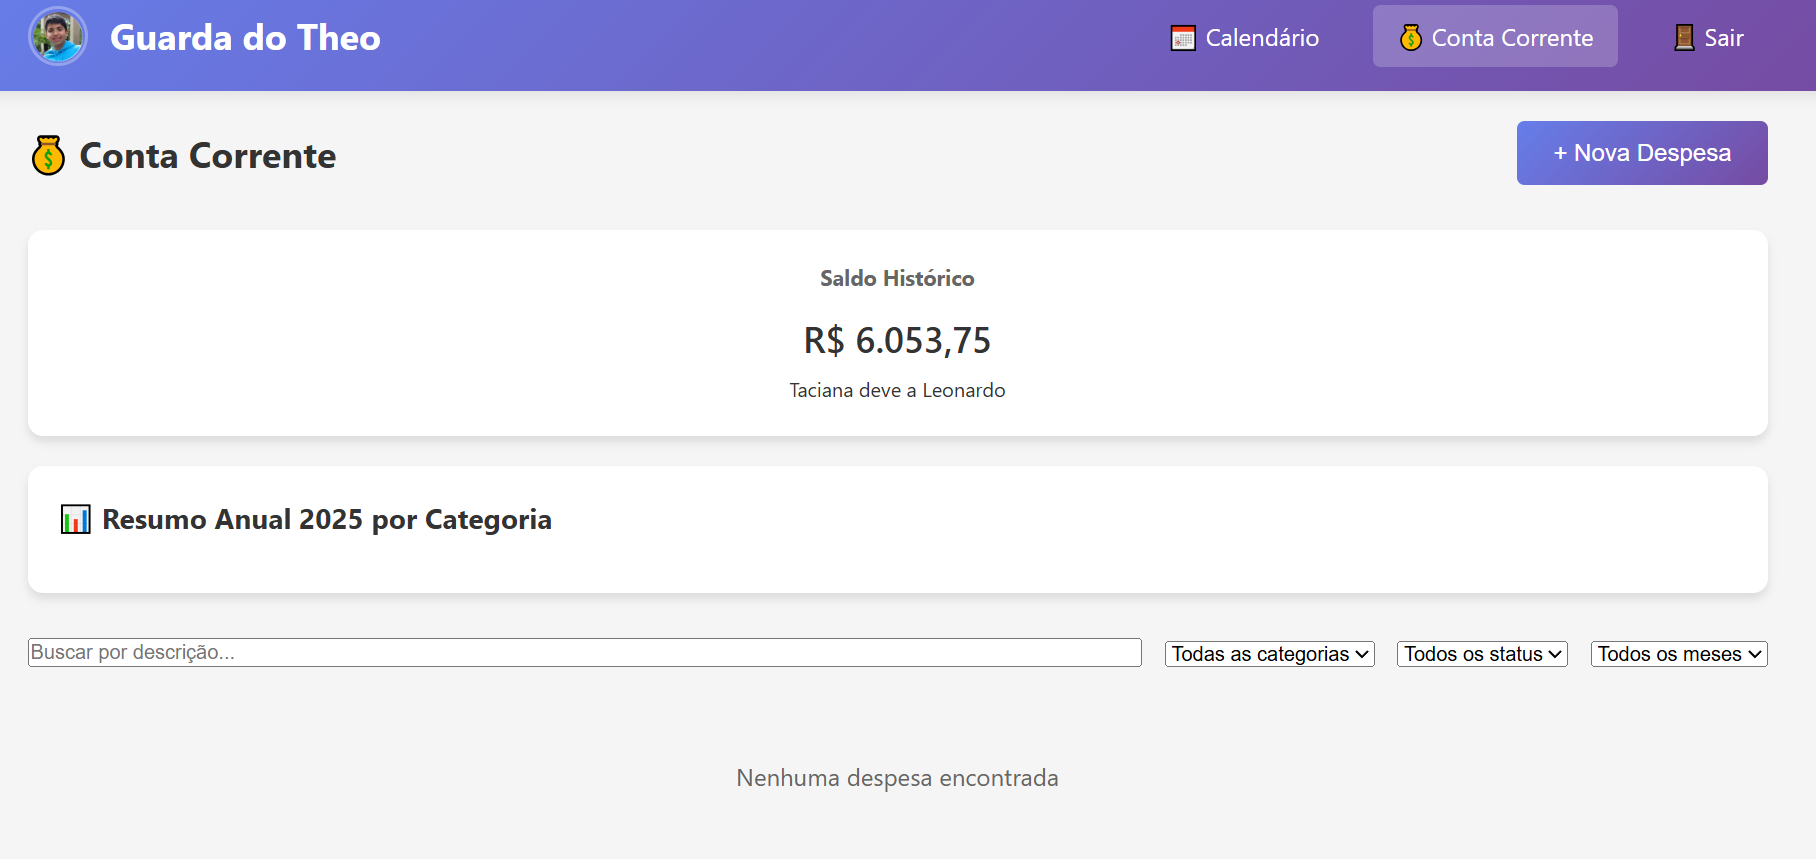 Guarda do Theo
Calendário
Conta Corrente
Sair
Conta Corrente
+ Nova Despesa
Saldo Histórico
R$ 6.053,75
Taciana deve a Leonardo
Resumo Anual 2025 por Categoria
Buscar por descrição...
Todas as categorias
Todos os status
Todos os meses
Nenhuma despesa encontrada